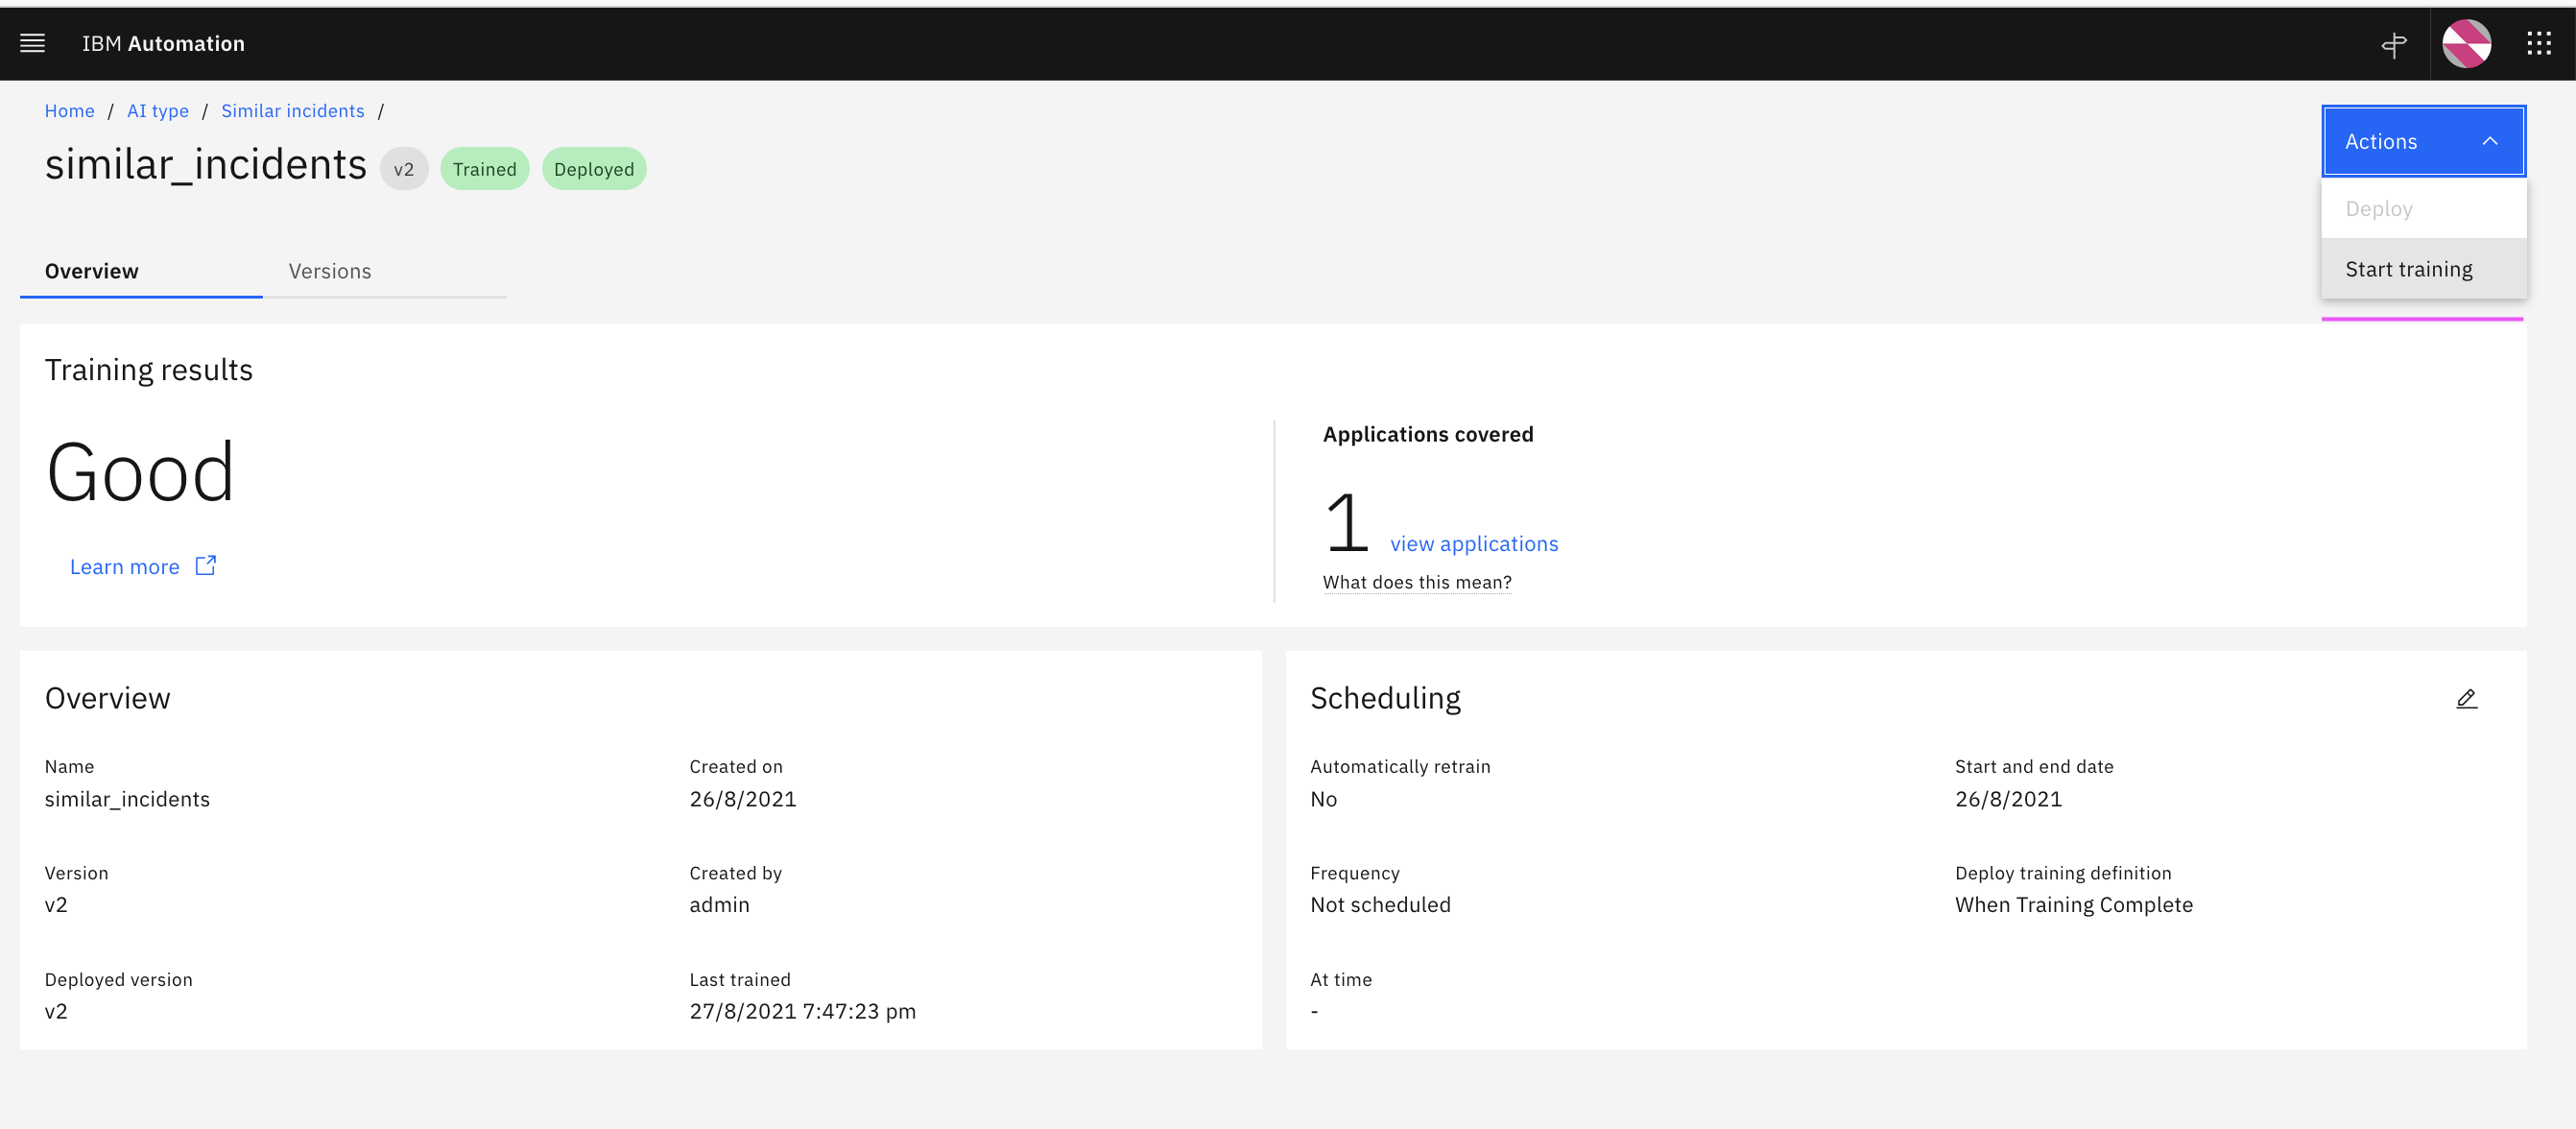 IBM Automation
Home / AI type / Similar incidents /
similar_incidents v2 Trained Deployed
Actions
Deploy
Start training
Overview Versions
Training results
Good
Learn more
Applications covered
1 view applications
What does this mean?
Overview
Name
similar_incidents
Created on
26/8/2021
Version
v2
Created by
admin
Deployed version
v2
Last trained
27/8/2021 7:47:23 pm
Scheduling
Automatically retrain
No
Start and end date
26/8/2021
Frequency
Not scheduled
Deploy training definition
When Training Complete
At time
-